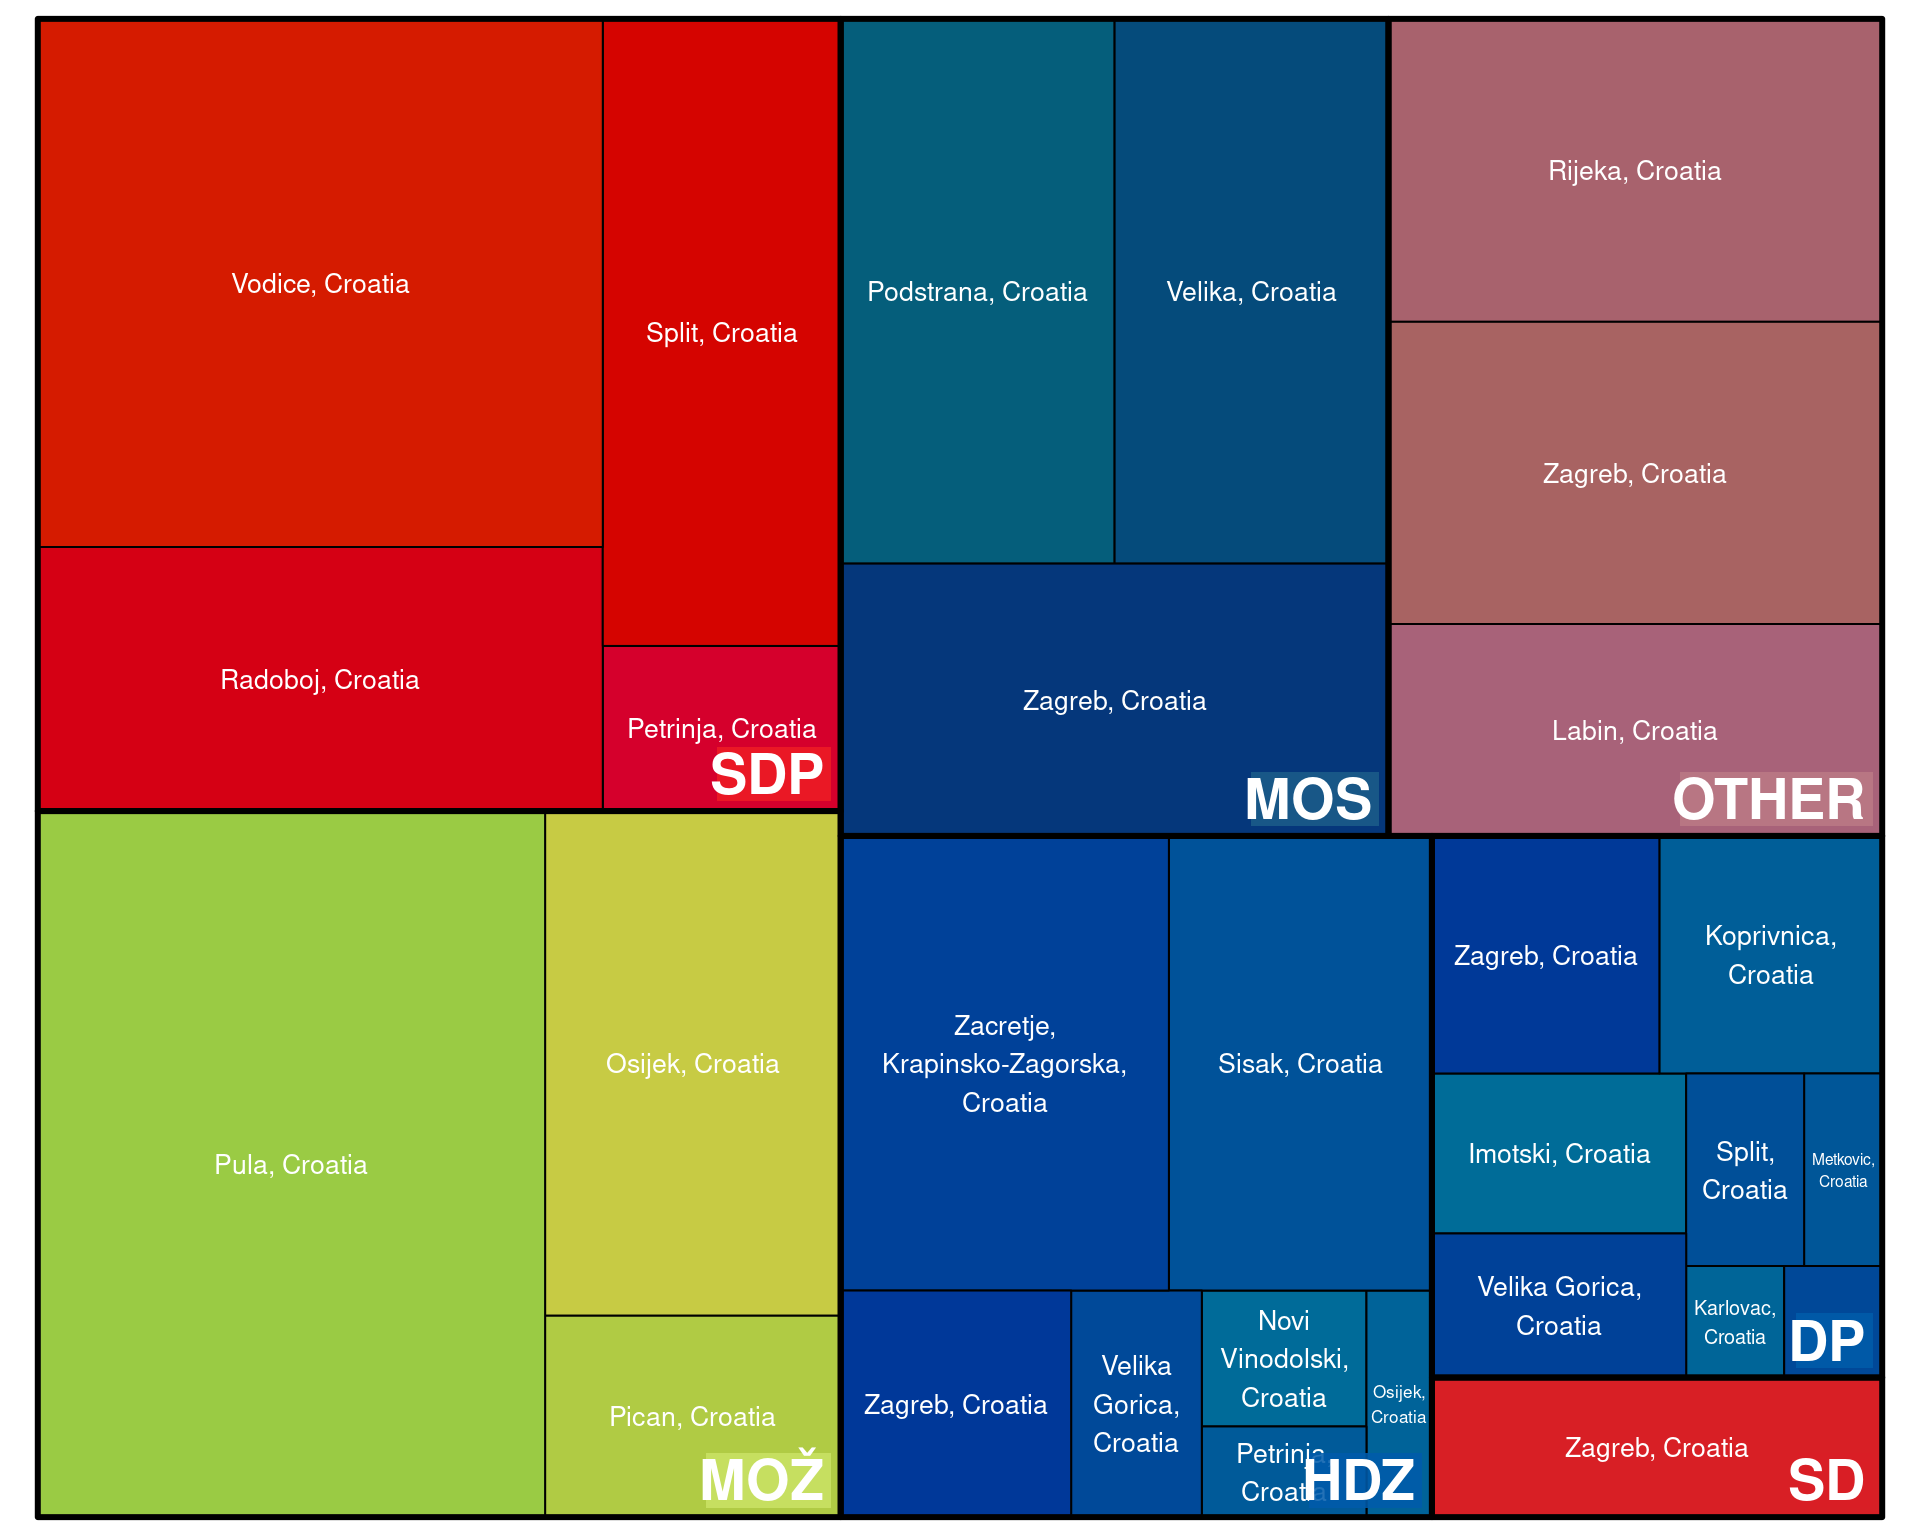 Vodice, Croatia
Split, Croatia
Radoboj, Croatia
Petrinja, Croatia
SDP
Podstrana, Croatia
Velika, Croatia
Zagreb, Croatia
MOS
Rijeka, Croatia
Zagreb, Croatia
Labin, Croatia
OTHER
Pula, Croatia
Osijek, Croatia
Pican, Croatia
MOŽ
Zacretje,
Krapinsko-Zagorska,
Croatia
Sisak, Croatia
Zagreb, Croatia
Velika
Gorica,
Croatia
Novi
Vinodolski,
Croatia
Osijek,
Croatia
Petrinja,
Croatia
HDZ
Zagreb, Croatia
Koprivnica,
Croatia
Imotski, Croatia
Split,
Croatia
Metkovic,
Croatia
Velika Gorica,
Croatia
Karlovac,
Croatia
DP
Zagreb, Croatia
SD